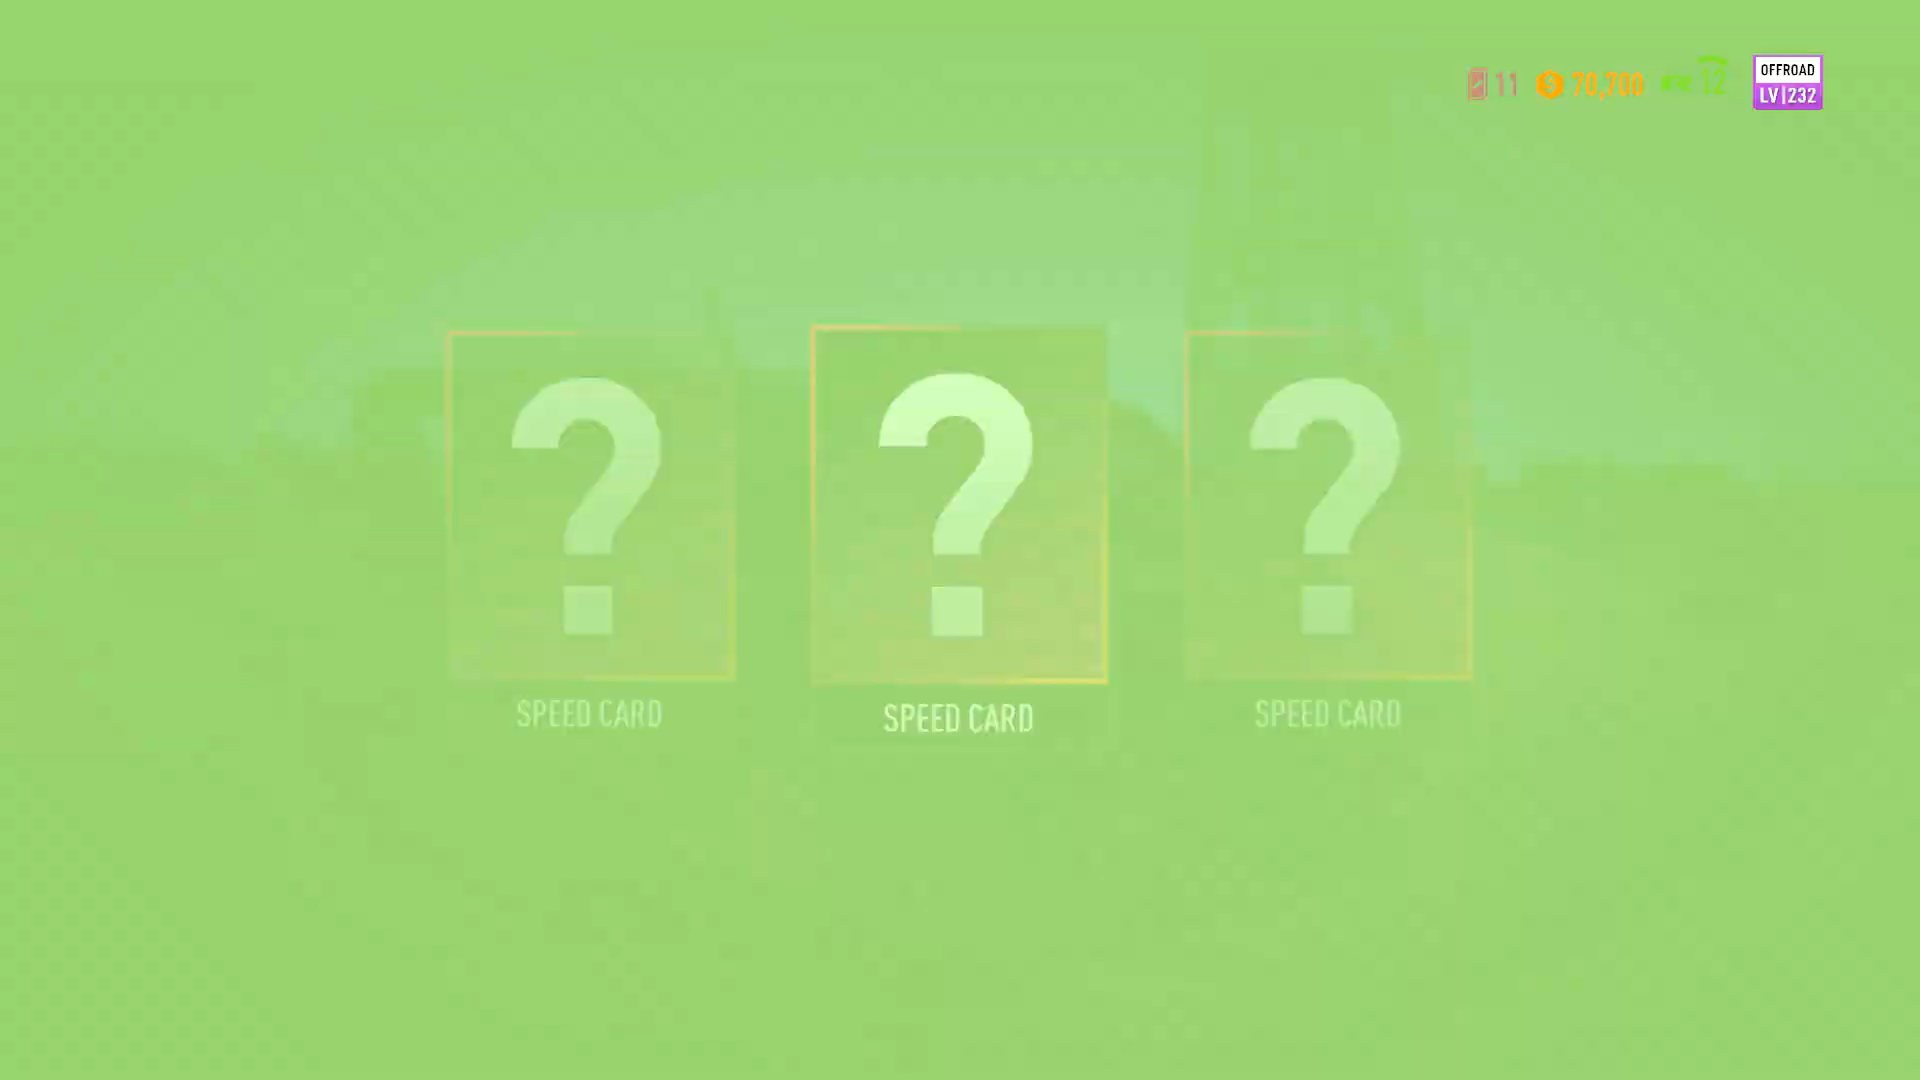 11 70,700 12 OFFROAD
LV|232
? ? ?
SPEED CARD SPEED CARD SPEED CARD